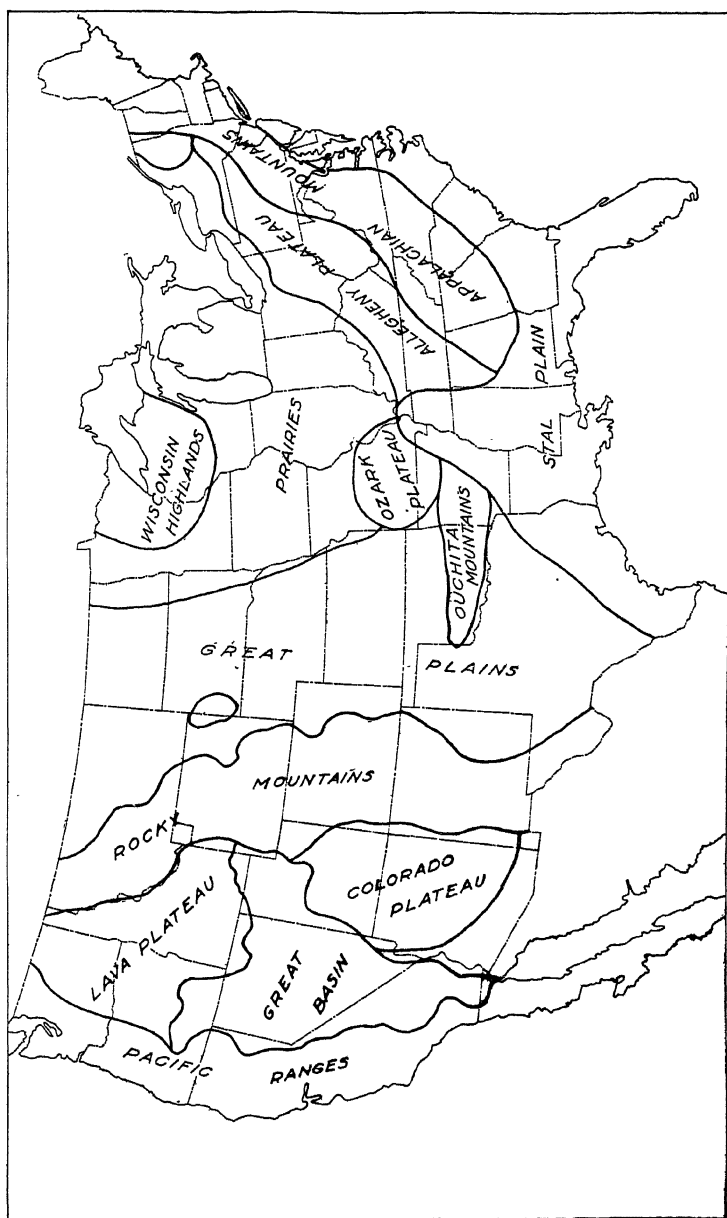 APPALACHIAN
MOUNTAINS
ALLEGHENY
PLATEAU
STAL
PLAIN
WISCONSIN
HIGHLANDS
PRAIRIES
OZARK
PLATEAU
OUCHITA
MOUNTAINS
GREAT
PLAINS
ROCKY
MOUNTAINS
COLORADO
PLATEAU
LAVA PLATEAU
GREAT
BASIN
PACIFIC
RANGES